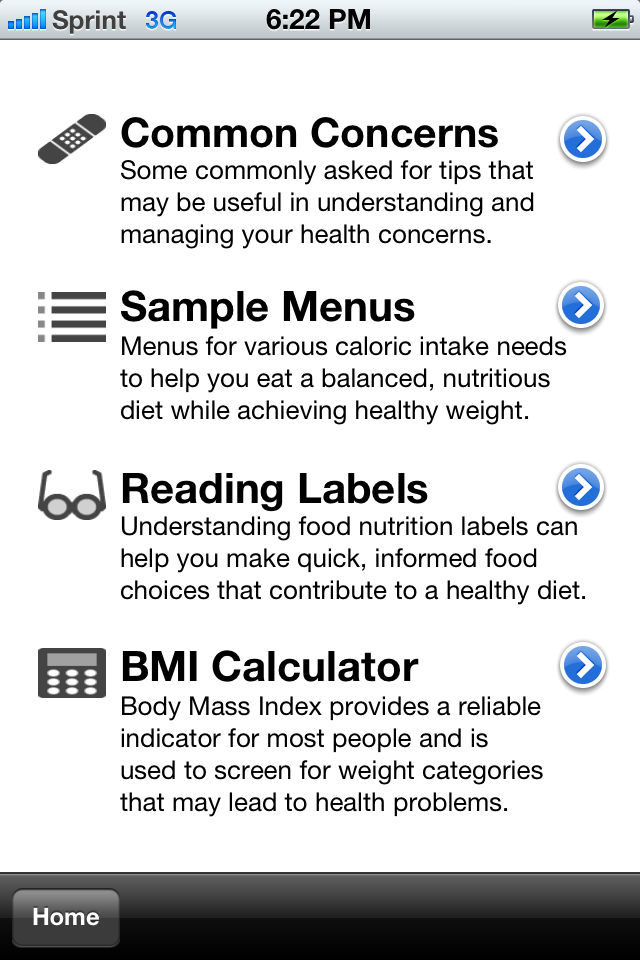 Sprint 3G 6:22 PM
Common Concerns
Some commonly asked for tips that
may be useful in understanding and
managing your health concerns.
Sample Menus
Menus for various caloric intake needs
to help you eat a balanced, nutritious
diet while achieving healthy weight.
Reading Labels
Understanding food nutrition labels can
help you make quick, informed food
choices that contribute to a healthy diet.
BMI Calculator
Body Mass Index provides a reliable
indicator for most people and is
used to screen for weight categories
that may lead to health problems.
Home